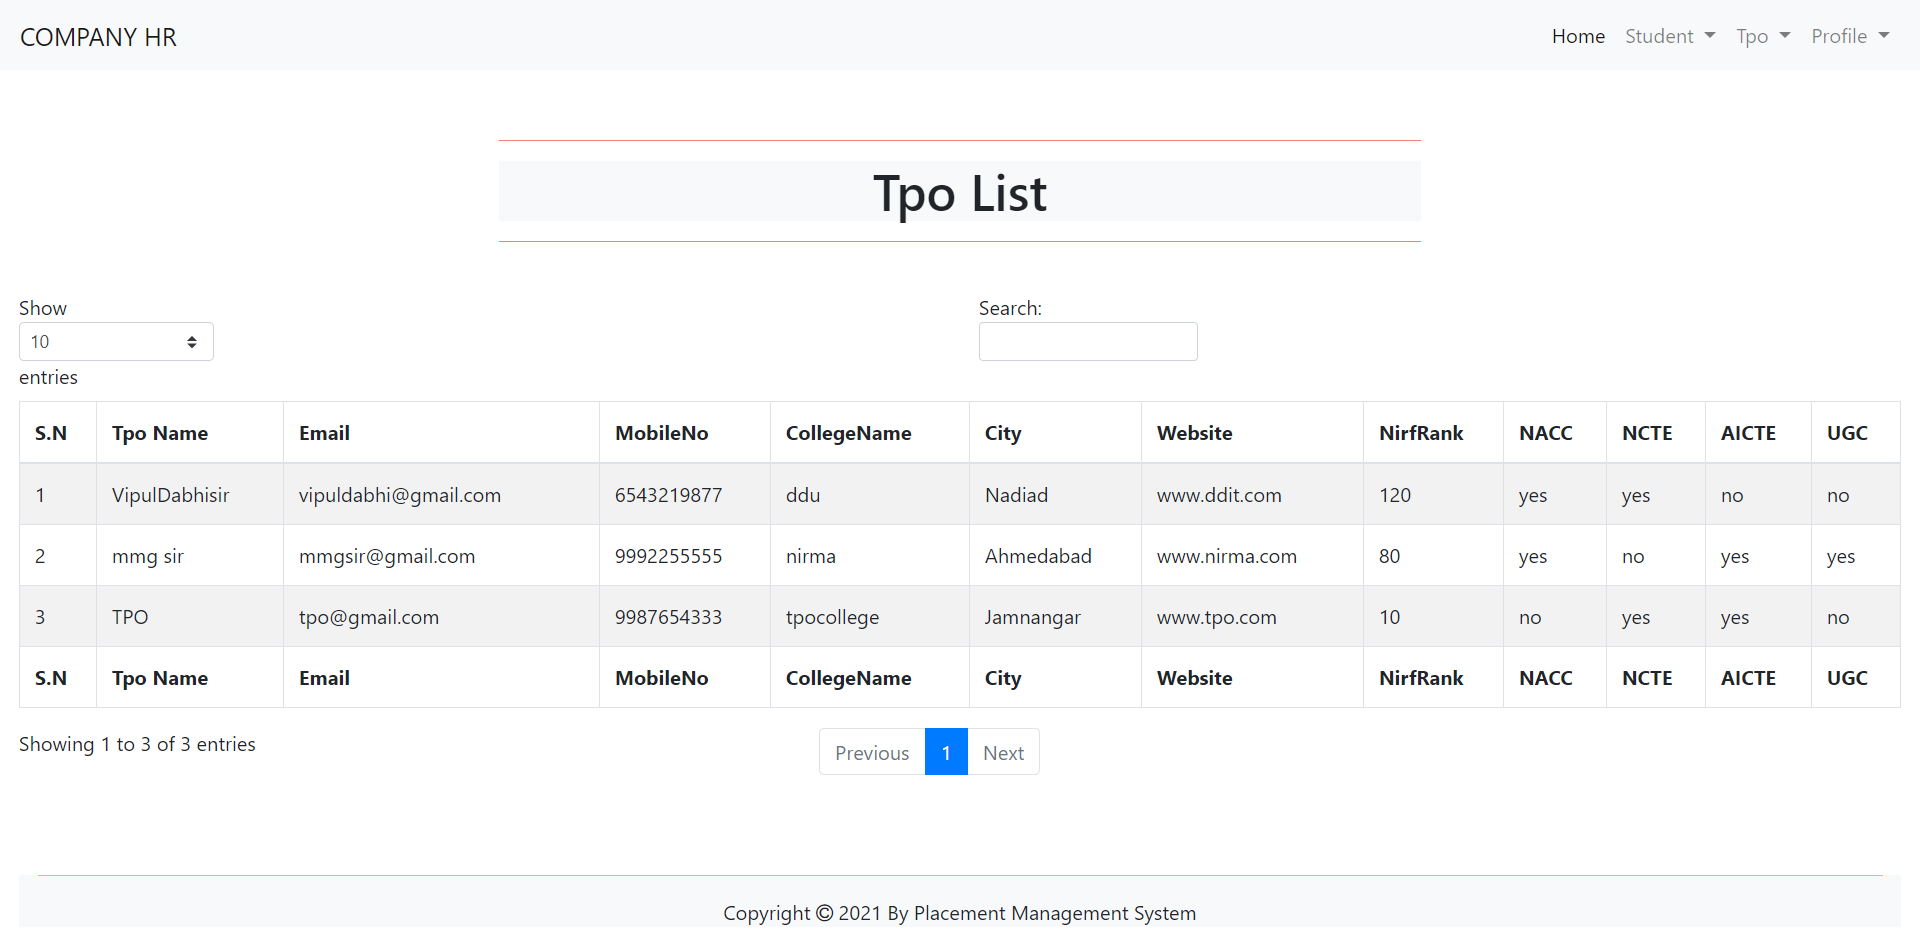 COMPANY HR Home Student Tpo Profile
Tpo List
Show Search:
10
entries
S.N Tpo Name Email MobileNo CollegeName City Website NirfRank NACC NCTE AICTE UGC
1 VipulDabhisir vipuldabhi@gmail.com 6543219877 ddu Nadiad www.ddit.com 120 yes yes no no
2 mmg sir mmgsir@gmail.com 9992255555 nirma Ahmedabad www.nirma.com 80 yes no yes yes
3 TPO tpo@gmail.com 9987654333 tpocollege Jamnangar www.tpo.com 10 no yes yes no
S.N Tpo Name Email MobileNo CollegeName City Website NirfRank NACC NCTE AICTE UGC
Showing 1 to 3 of 3 entries Previous 1 Next
Copyright © 2021 By Placement Management System